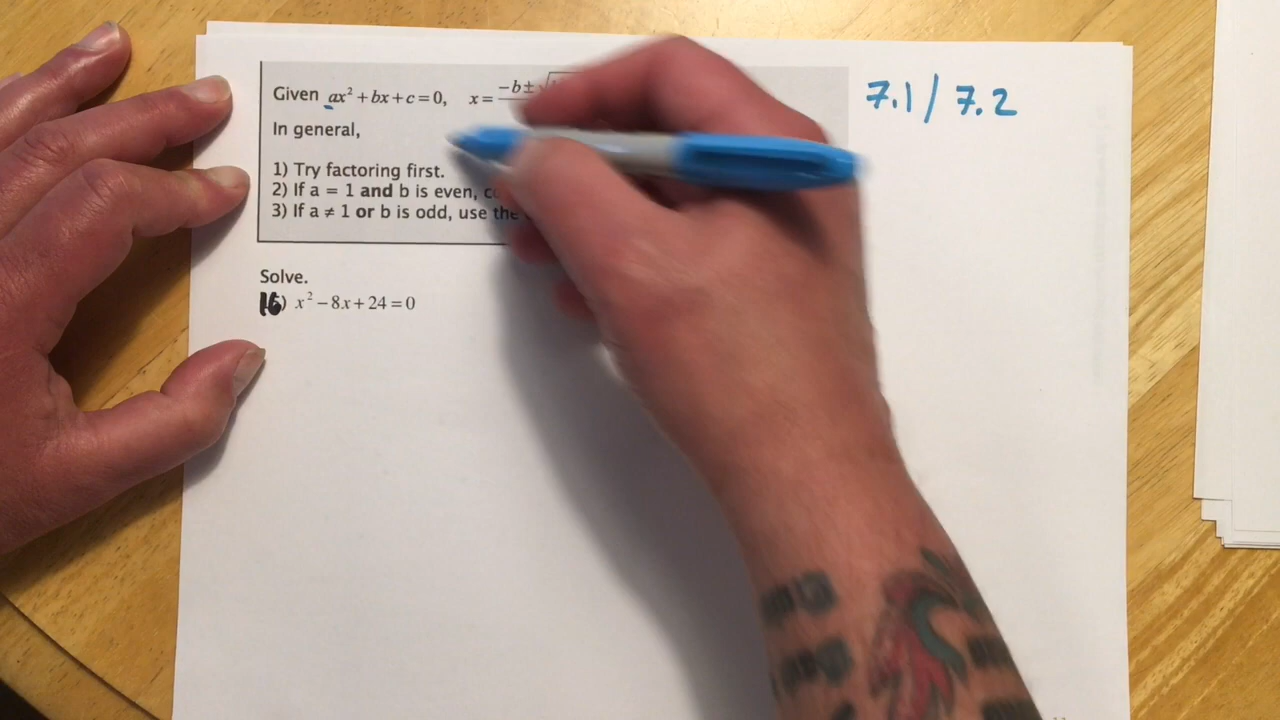 Given ax² + bx + c = 0, x = −b ± √
7.1 / 7.2
In general,
1) Try factoring first.
2) If a = 1 and b is even,
3) If a ≠ 1 or b is odd, use the
Solve.
16) x² − 8x + 24 = 0